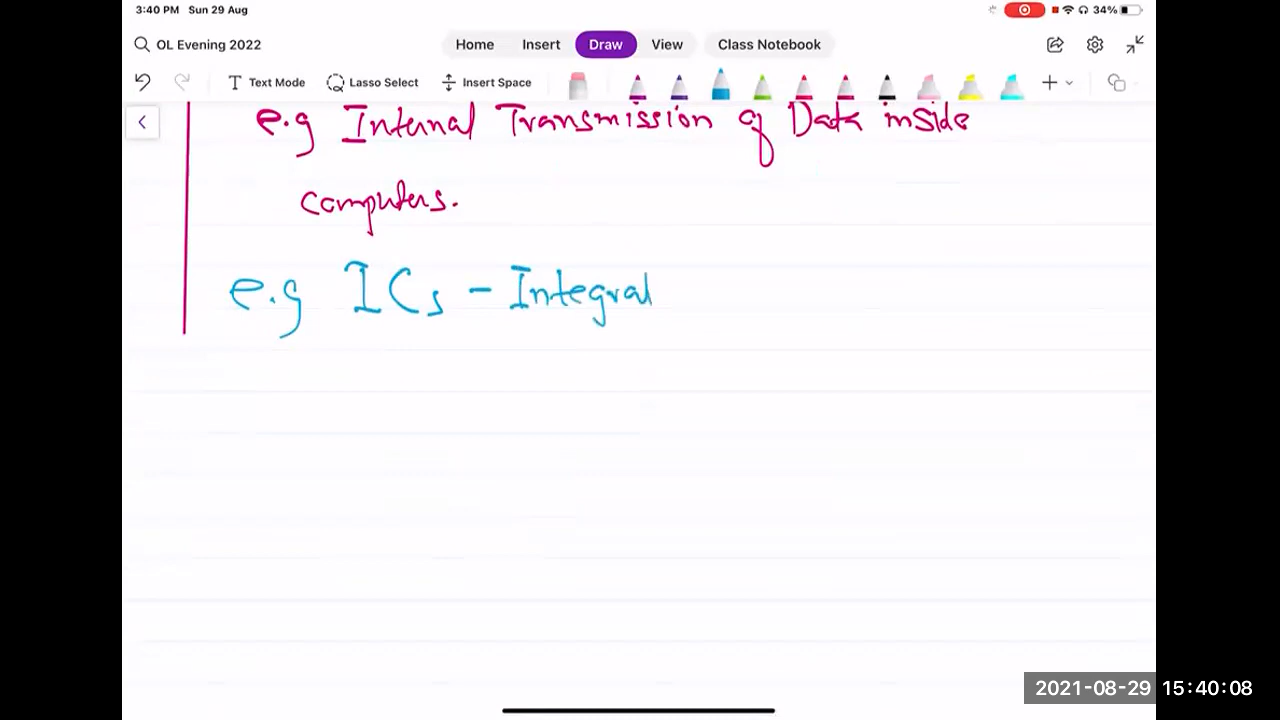 3:40 PM Sun 29 Aug
34%
OL Evening 2022
Home Insert Draw View Class Notebook
Text Mode Lasso Select Insert Space
e.g Internal Transmission of Data inside
computers.
e.g ICs - Integral
2021-08-29 15:40:08